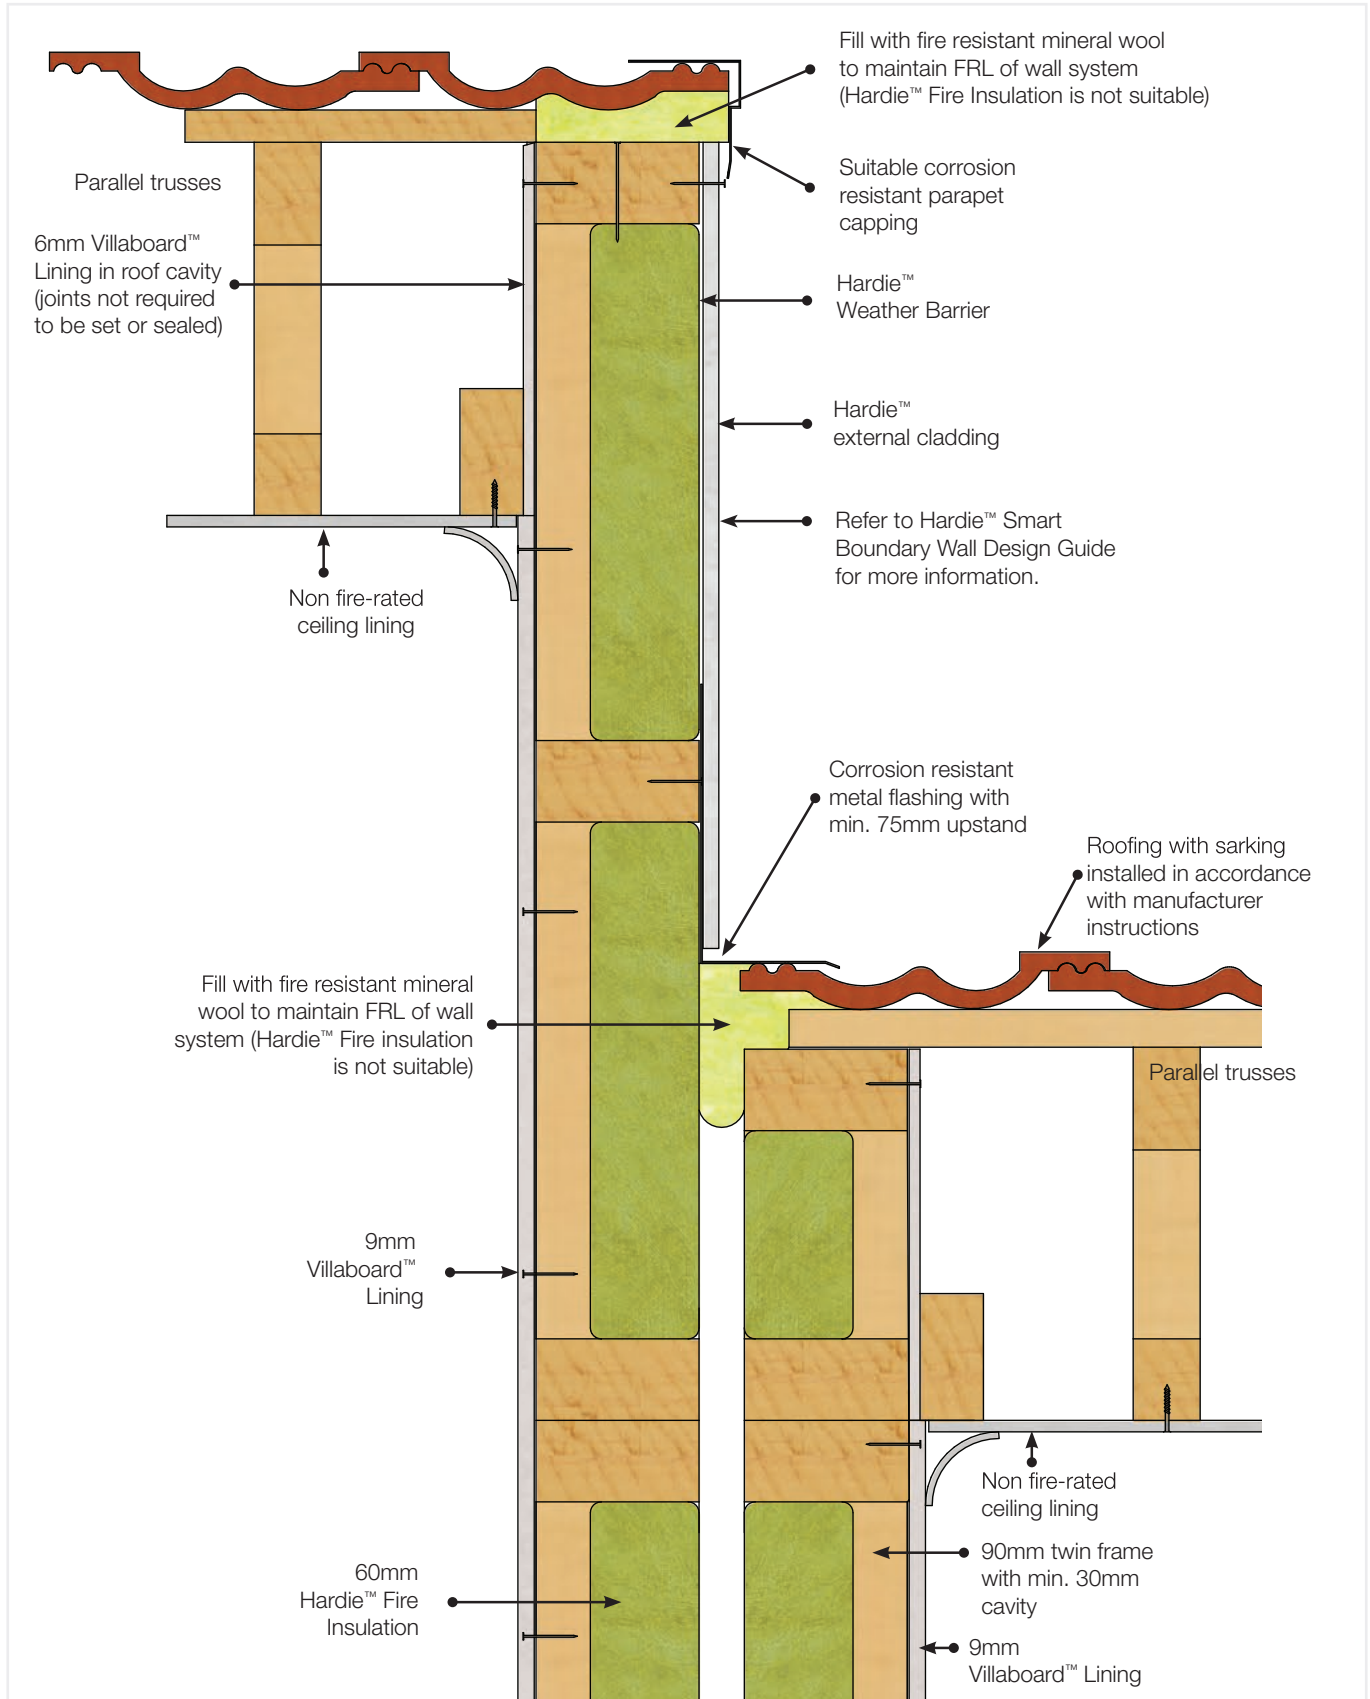 Fill with fire resistant mineral wool
to maintain FRL of wall system
(Hardie™ Fire Insulation is not suitable)
Parallel trusses
Suitable corrosion
resistant parapet
capping
6mm Villaboard™
Lining in roof cavity
(joints not required
to be set or sealed)
Hardie™
Weather Barrier
Hardie™
external cladding
Refer to Hardie™ Smart
Boundary Wall Design Guide
for more information.
Non fire-rated
ceiling lining
Corrosion resistant
metal flashing with
min. 75mm upstand
Roofing with sarking
installed in accordance
with manufacturer
instructions
Fill with fire resistant mineral
wool to maintain FRL of wall
system (Hardie™ Fire insulation
is not suitable)
Parallel trusses
9mm
Villaboard™
Lining
Non fire-rated
ceiling lining
90mm twin frame
with min. 30mm
cavity
60mm
Hardie™ Fire
Insulation
9mm
Villaboard™ Lining